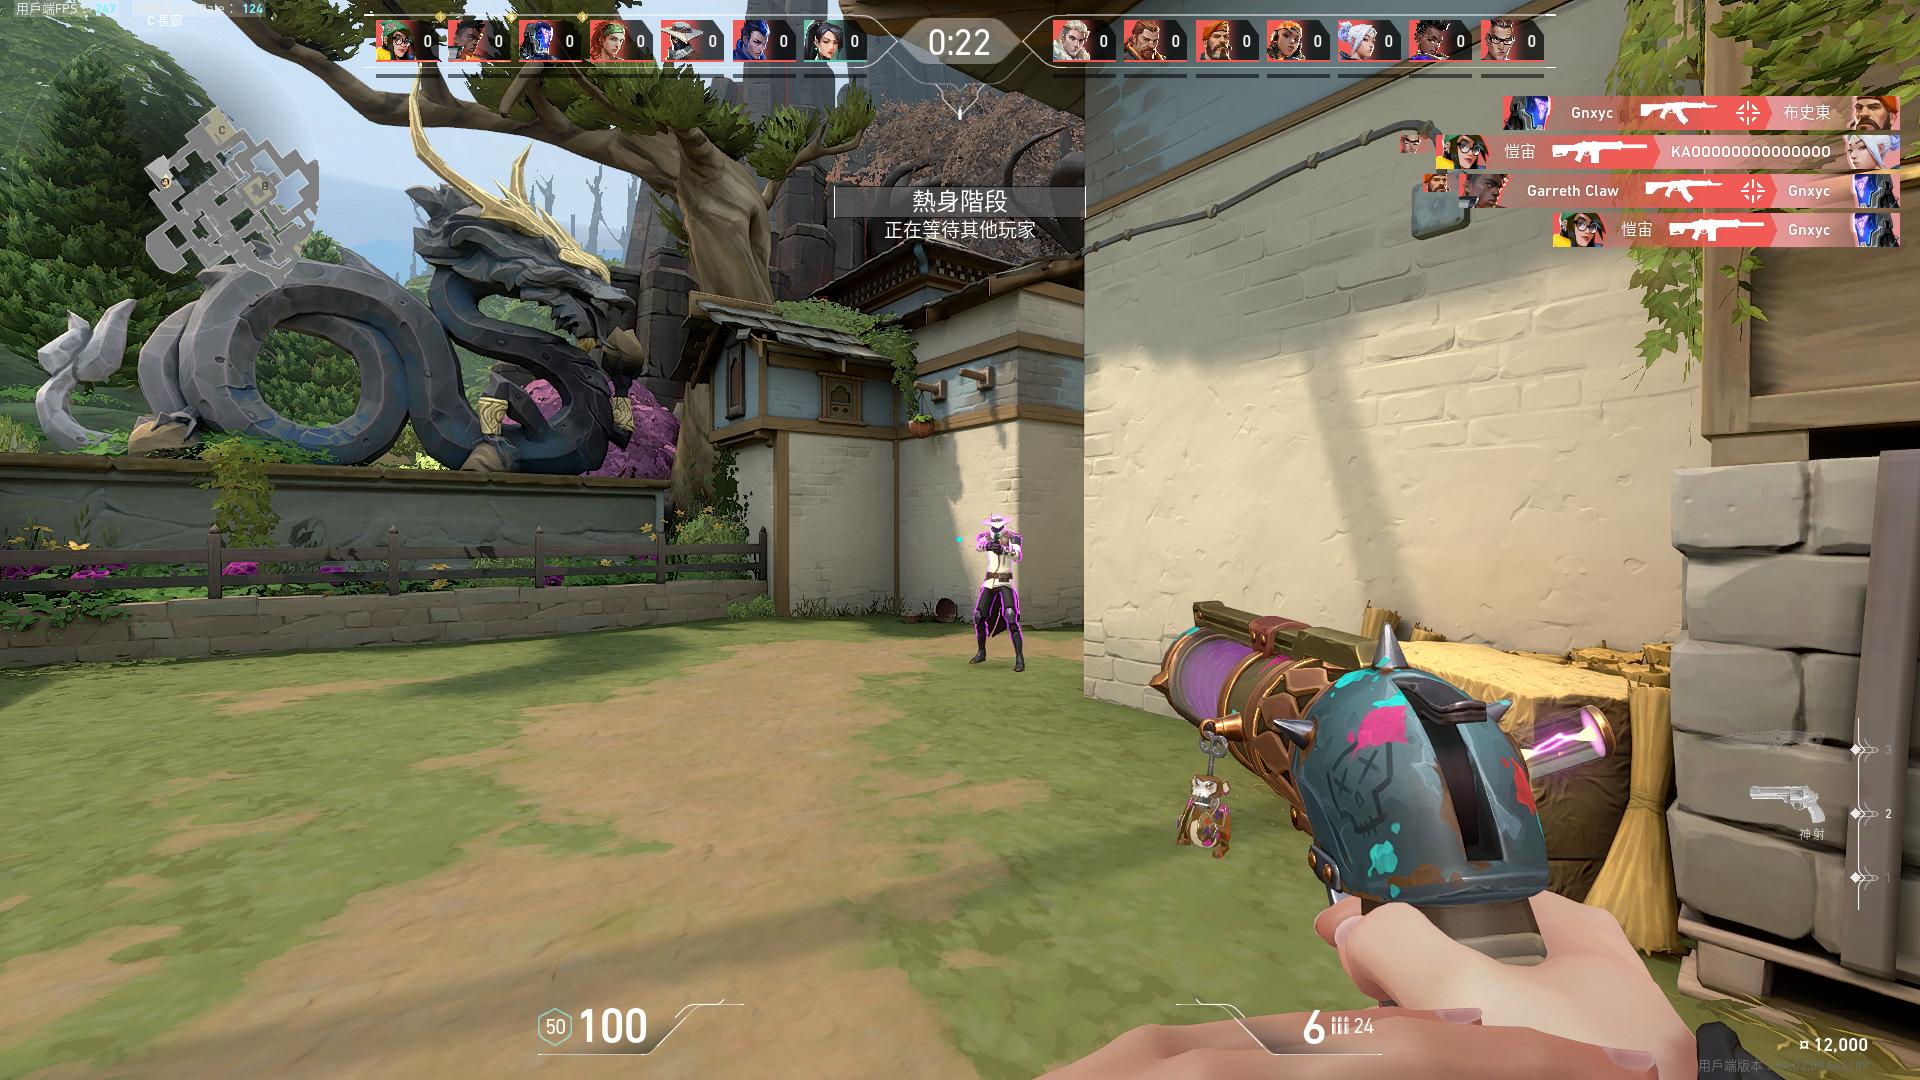 用戶端FPS 247 124
C 長廊
0 0 0 0 0 0 0 0:22 0 0 0 0 0 0 0
C
B
熱身階段
正在等待其他玩家
Gnxyc 布史東
愷宙 KAOOOOOOOOOOOOO
Garreth Claw Gnxyc
愷宙 Gnxyc
3
2
神射
1
50 100
6 24
¤ 12,000
用戶端版本